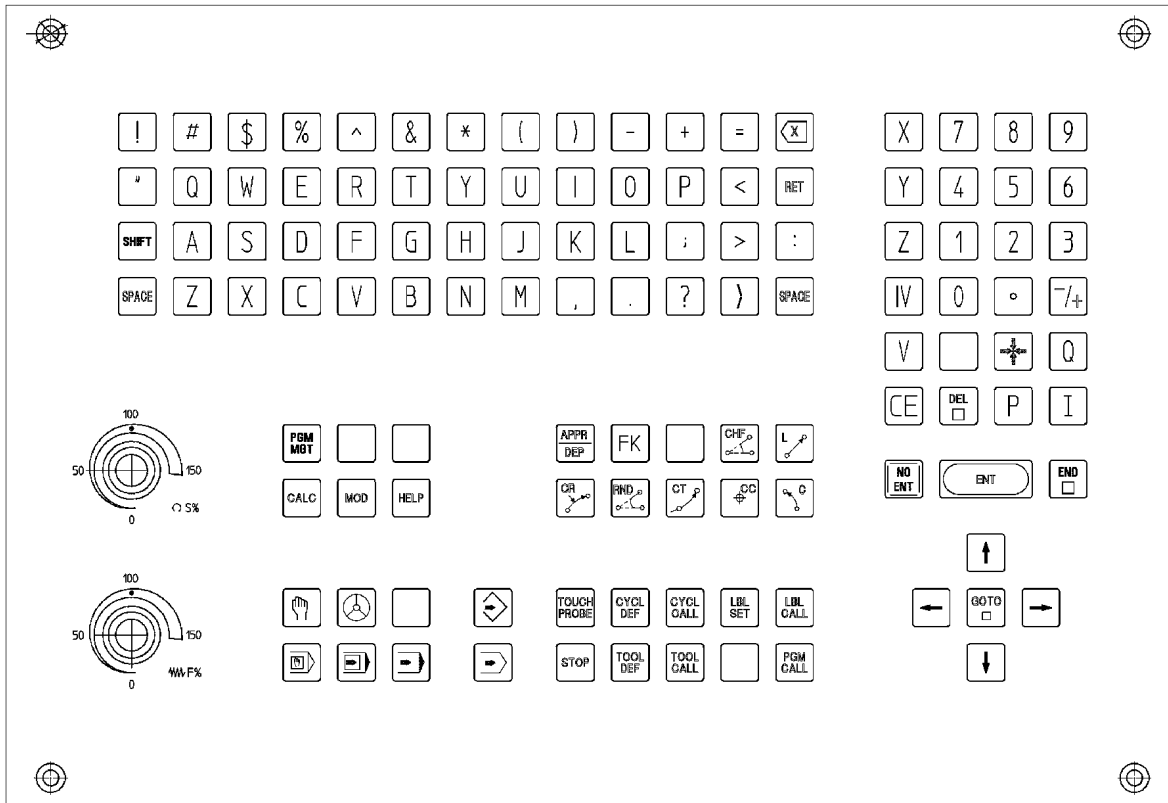 ! # $ % ^ & * ( ) - + = X
X 7 8 9
" Q W E R T Y U I O P < RET
Y 4 5 6
SHIFT A S D F G H J K L ; > :
Z 1 2 3
SPACE Z X C V B N M , . ? ⟩ SPACE
IV 0 ∘ -/+
V Q
CE DEL P I
100
50 150
0
S%
PGM
MGT
CALC MOD HELP
APPR
DEP
FK
CHF
L
CR RND CT CC C
NO
ENT
ENT
END
GOTO
100
50 150
0
F%
TOUCH
PROBE
CYCL
DEF
CYCL
CALL
LBL
SET
LBL
CALL
STOP
TOOL
DEF
TOOL
CALL
PGM
CALL